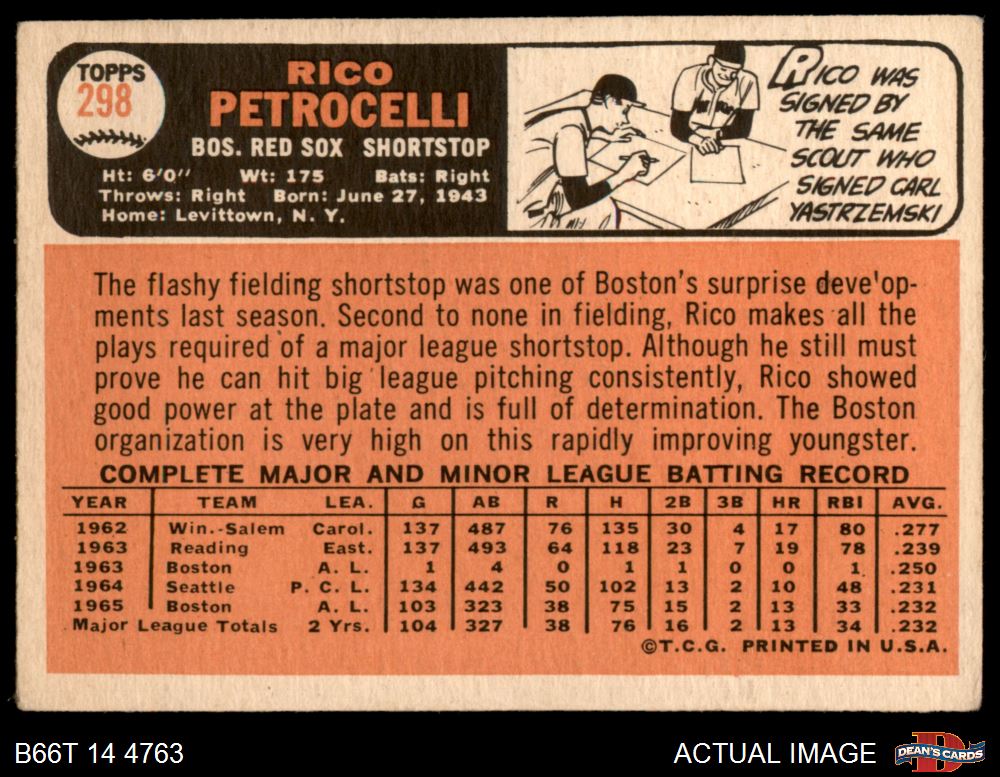 TOPPS
298
RICO
PETROCELLI
BOS. RED SOX SHORTSTOP
Ht: 6'0" Wt: 175 Bats: Right
Throws: Right Born: June 27, 1943
Home: Levittown, N. Y.
RICO WAS
SIGNED BY
THE SAME
SCOUT WHO
SIGNED CARL
YASTRZEMSKI
The flashy fielding shortstop was one of Boston's surprise deve'op-
ments last season. Second to none in fielding, Rico makes all the
plays required of a major league shortstop. Although he still must
prove he can hit big league pitching consistently, Rico showed
good power at the plate and is full of determination. The Boston
organization is very high on this rapidly improving youngster.
COMPLETE MAJOR AND MINOR LEAGUE BATTING RECORD
YEAR TEAM LEA. G AB R H 2B 3B HR RBI AVG.
1962 Win.-Salem Carol. 137 487 76 135 30 4 17 80 .277
1963 Reading East. 137 493 64 118 23 7 19 78 .239
1963 Boston A. L. 1 4 0 1 1 0 0 1 .250
1964 Seattle P. C. L. 134 442 50 102 13 2 10 48 .231
1965 Boston A. L. 103 323 38 75 15 2 13 33 .232
Major League Totals 2 Yrs. 104 327 38 76 16 2 13 34 .232
©T.C.G. PRINTED IN U.S.A.
B66T 14 4763
ACTUAL IMAGE
DEAN'S CARDS